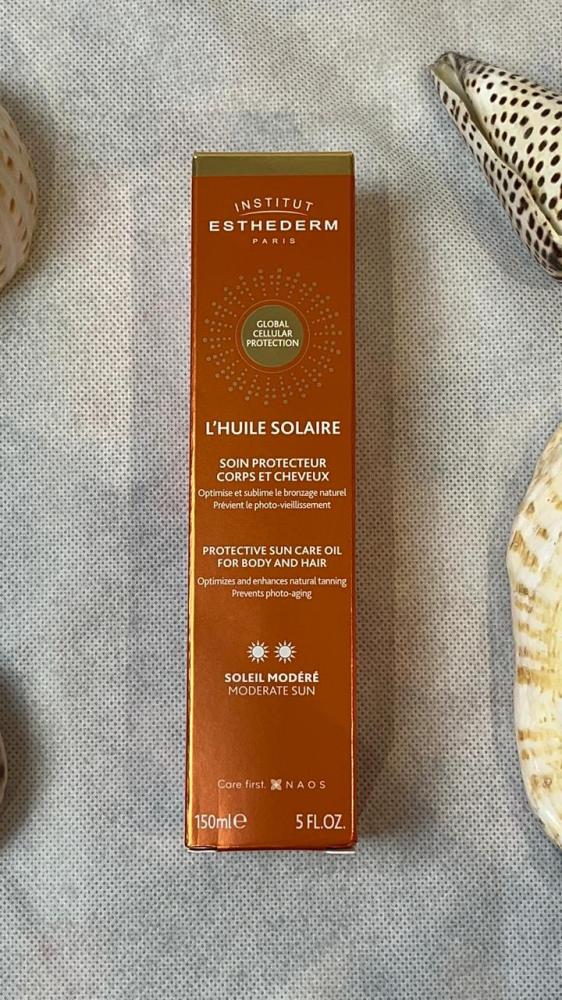 INSTITUT
ESTHEDERM
PARIS
GLOBAL
CELLULAR
PROTECTION
L'HUILE SOLAIRE
SOIN PROTECTEUR
CORPS ET CHEVEUX
Optimise et sublime le bronzage naturel
Prévient le photo-vieillissement
PROTECTIVE SUN CARE OIL
FOR BODY AND HAIR
Optimizes and enhances natural tanning
Prevents photo-aging
SOLEIL MODÉRÉ
MODERATE SUN
Care first. NAOS
150ml℮ 5 FL.OZ.